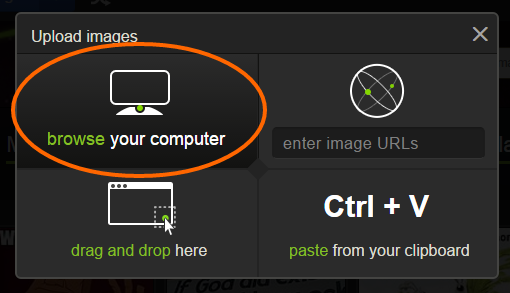 Upload images
browse your computer
enter image URLs
drag and drop here
Ctrl + V
paste from your clipboard